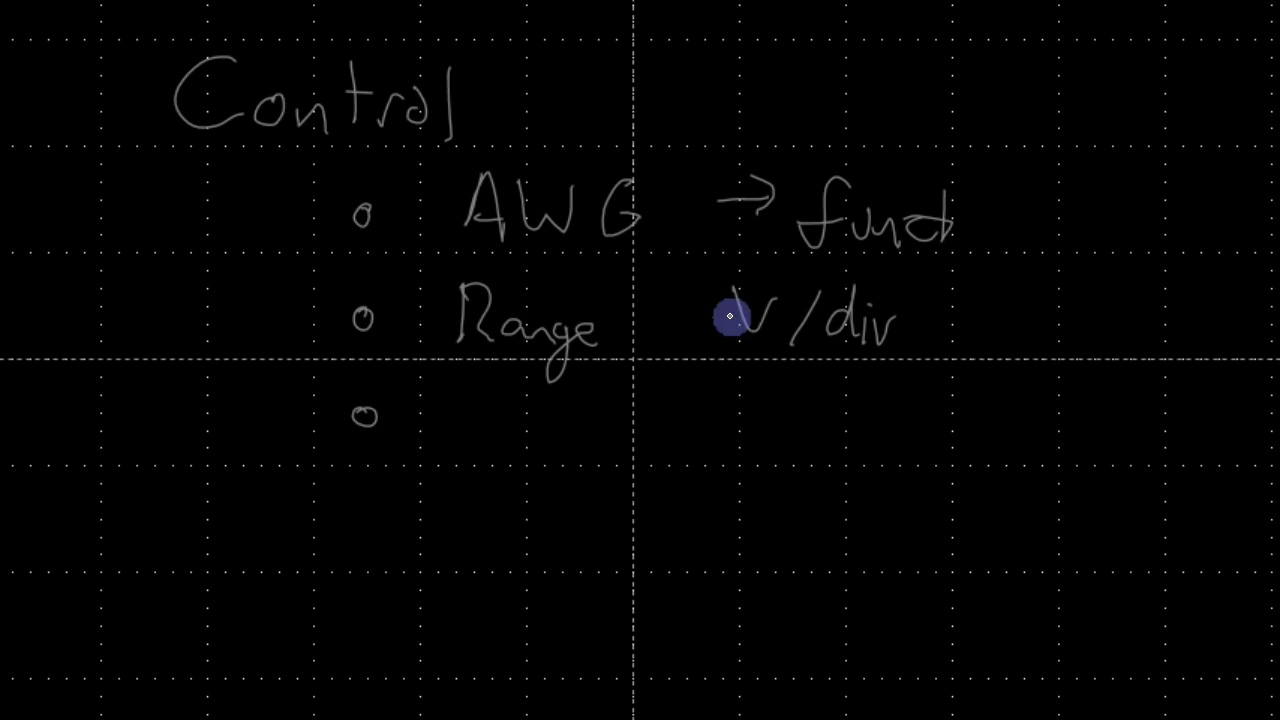 Control
AWG → funct
Range V/div